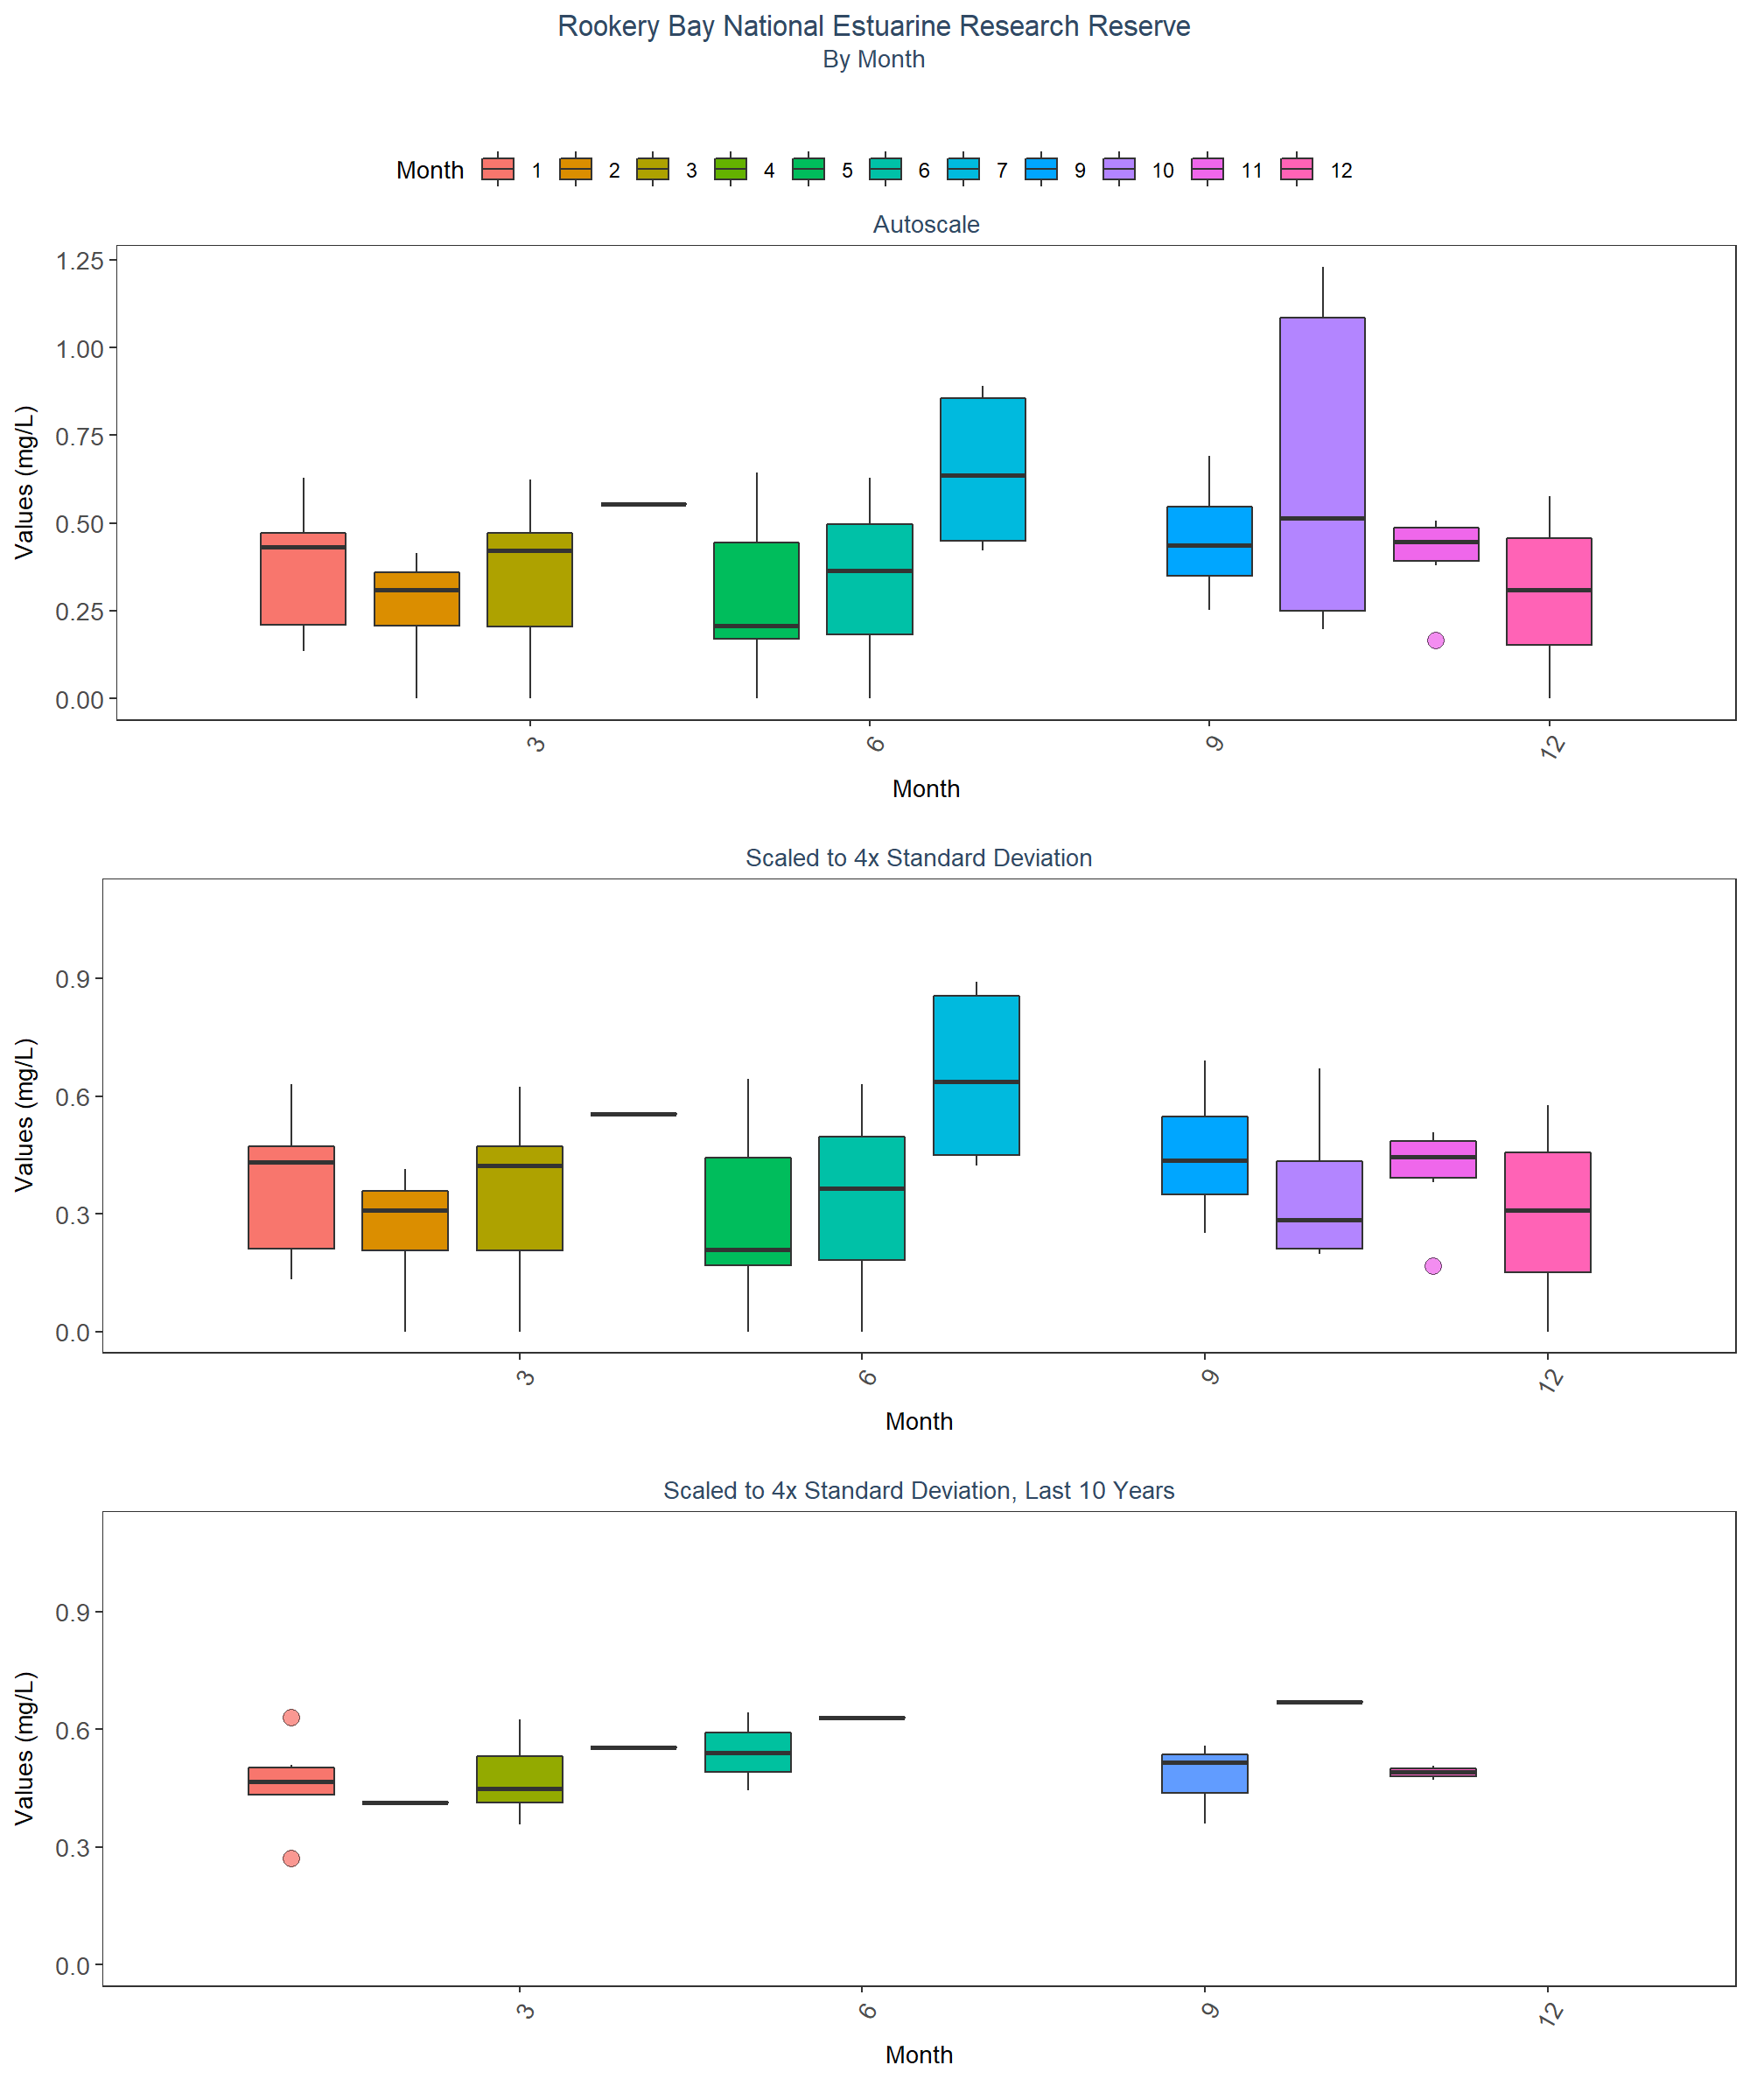 Rookery Bay National Estuarine Research Reserve
By Month
Month 1 2 3 4 5 6 7 9 10 11 12
Autoscale
Values (mg/L)
1.25
1.00
0.75
0.50
0.25
0.00
3 6 9 12
Month
Scaled to 4x Standard Deviation
Values (mg/L)
0.9
0.6
0.3
0.0
3 6 9 12
Month
Scaled to 4x Standard Deviation, Last 10 Years
Values (mg/L)
0.9
0.6
0.3
0.0
3 6 9 12
Month